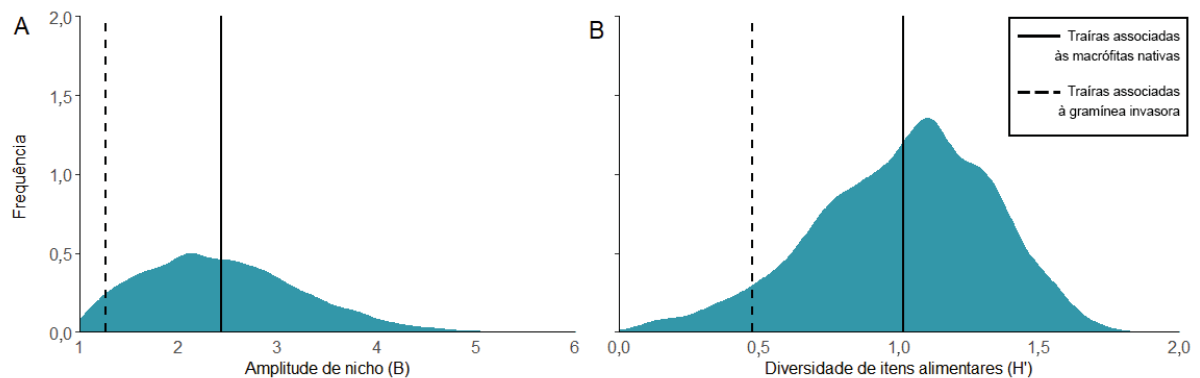 A
2,0
1,5
1,0
0,5
0,0
Frequência
1 2 3 4 5 6
Amplitude de nicho (B)
B
0,0 0,5 1,0 1,5 2,0
Diversidade de itens alimentares (H')
Traíras associadas
às macrófitas nativas
Traíras associadas
à gramínea invasora